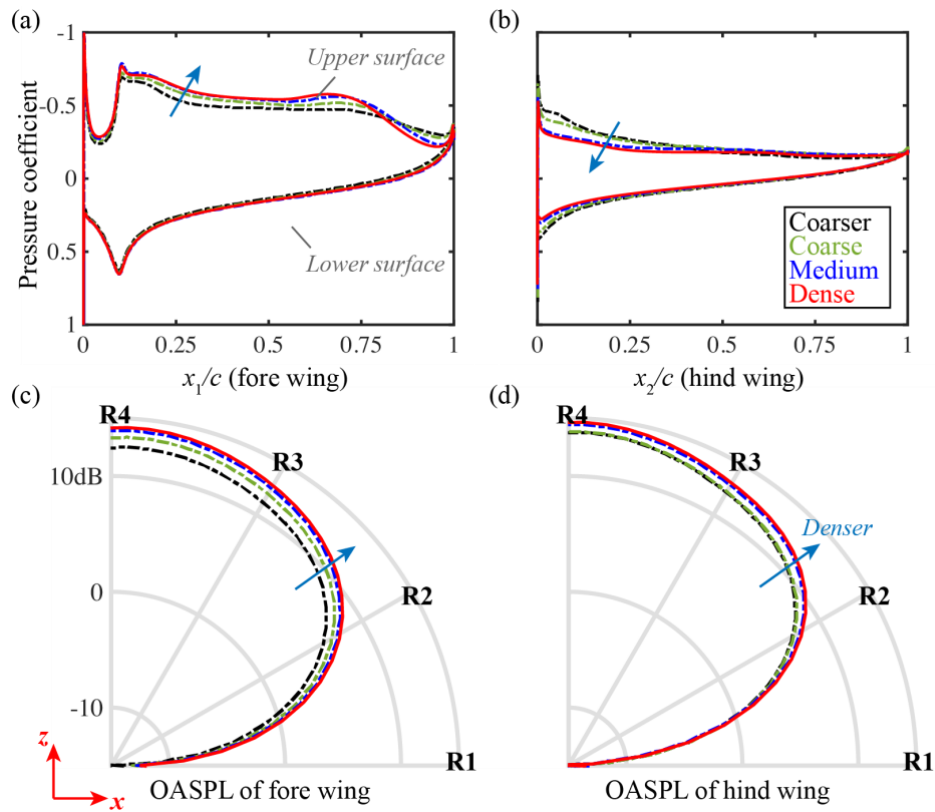 (a)
(b)
-1
-0.5
0
0.5
1
Pressure coefficient
Upper surface
Lower surface
Coarser
Coarse
Medium
Dense
0 0.25 0.5 0.75 1
0 0.25 0.5 0.75 1
x₁/c (fore wing)
x₂/c (hind wing)
(c)
(d)
R4
R3
10dB
R2
0
-10
R1
z
x
OASPL of fore wing
R4
R3
Denser
R2
R1
OASPL of hind wing